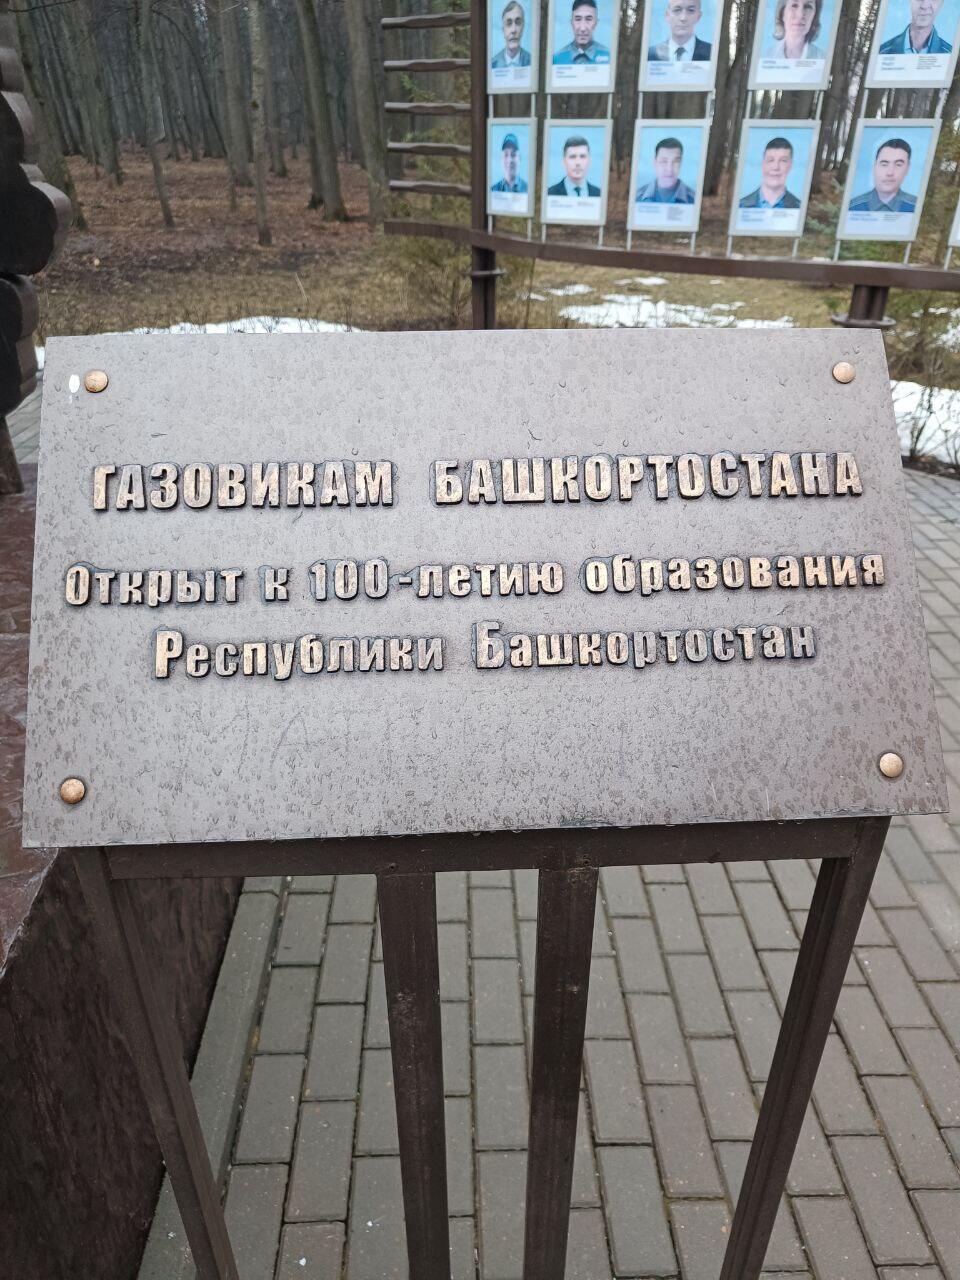 ГАЗОВИКАМ БАШКОРТОСТАНА
Открыт к 100-летию образования
Республики Башкортостан